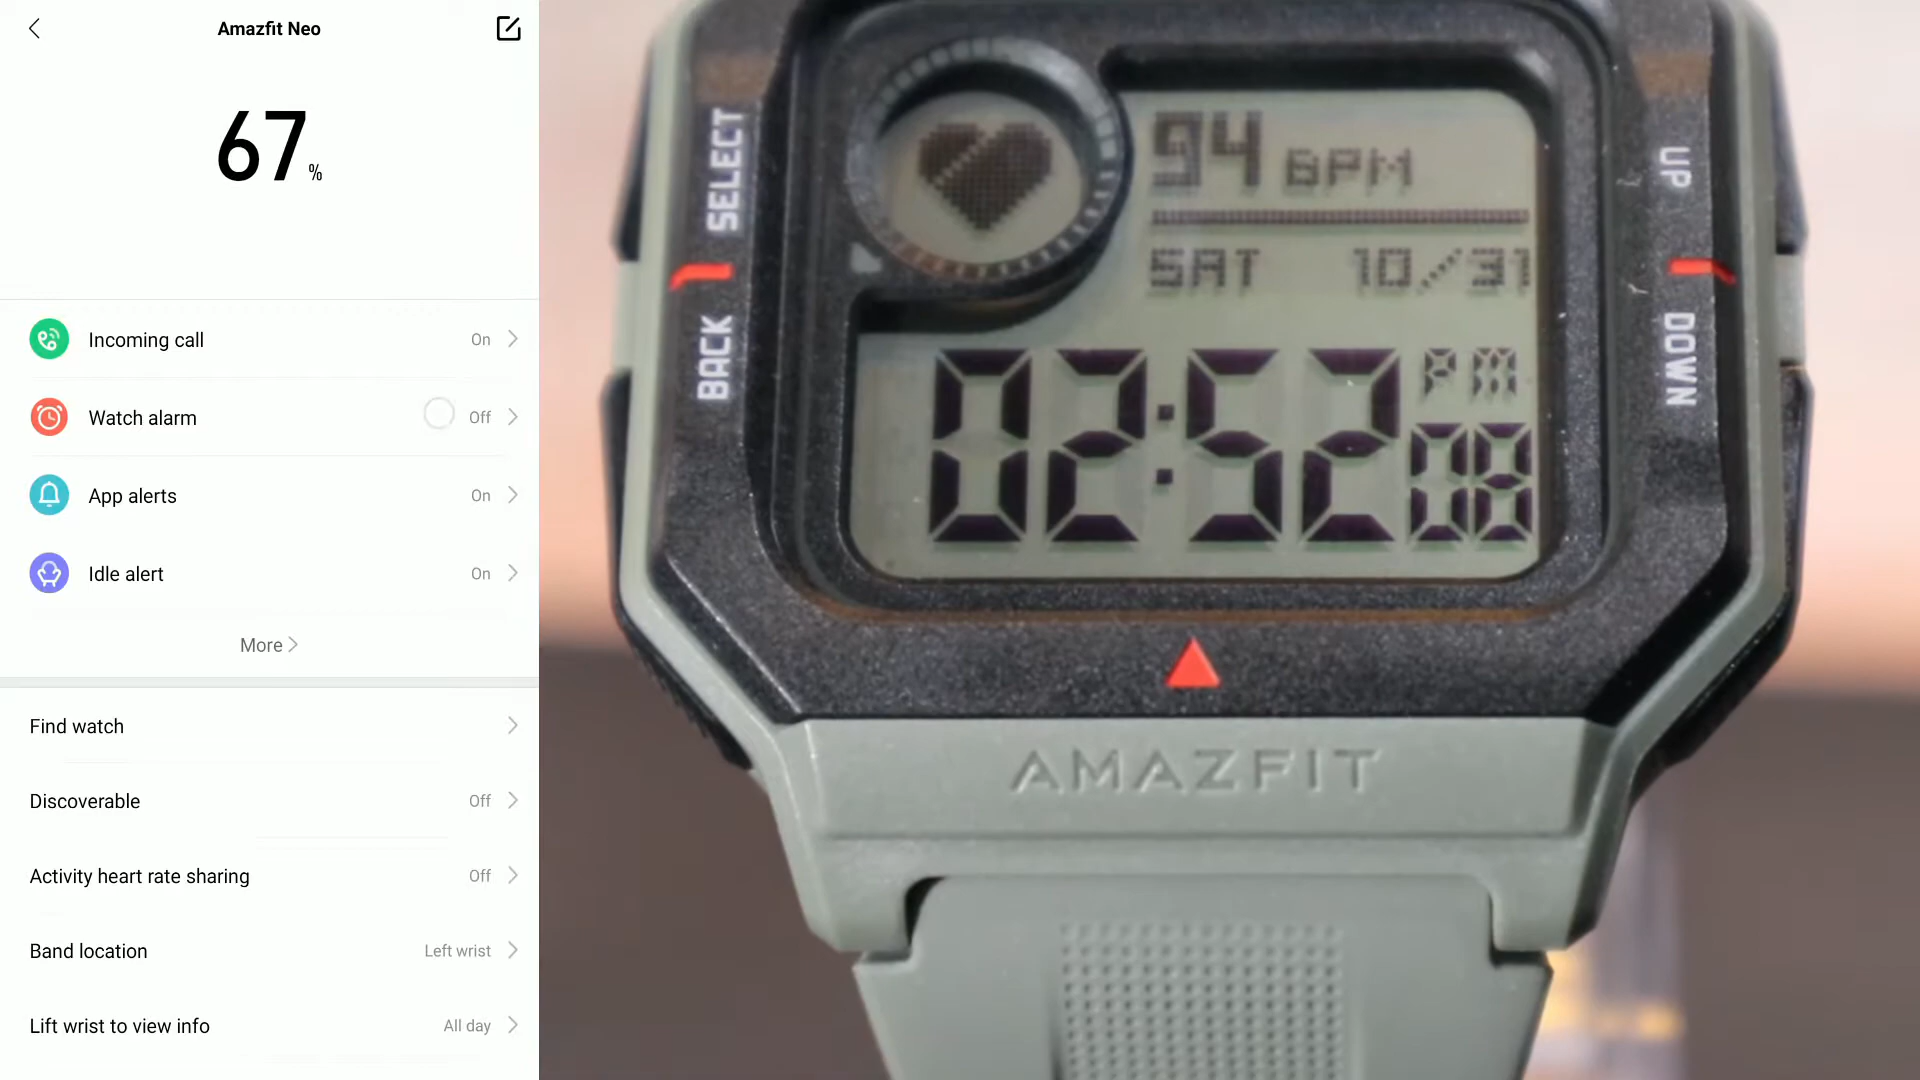 Amazfit Neo
67 %
Incoming call On
Watch alarm Off
App alerts On
Idle alert On
More
Find watch
Discoverable Off
Activity heart rate sharing Off
Band location Left wrist
Lift wrist to view info All day
SELECT
BACK
94 BPM
SAT 10/31
02:52 PM 08
UP
DOWN
AMAZFIT